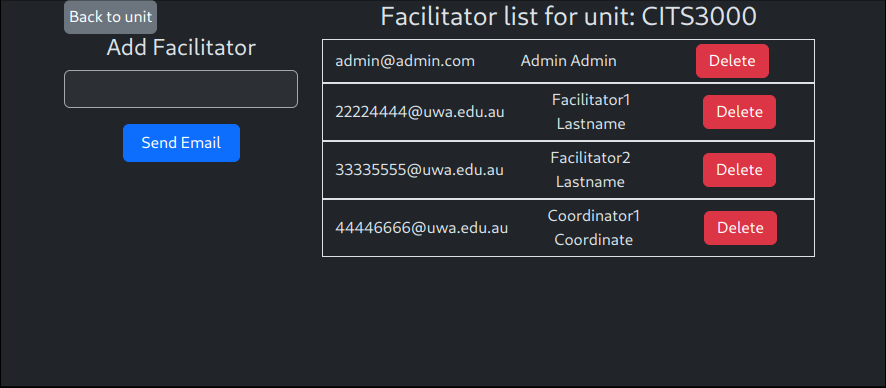 Back to unit
Add Facilitator
Send Email
Facilitator list for unit: CITS3000
admin@admin.com Admin Admin Delete
22224444@uwa.edu.au Facilitator1 Lastname Delete
33335555@uwa.edu.au Facilitator2 Lastname Delete
44446666@uwa.edu.au Coordinator1 Coordinate Delete